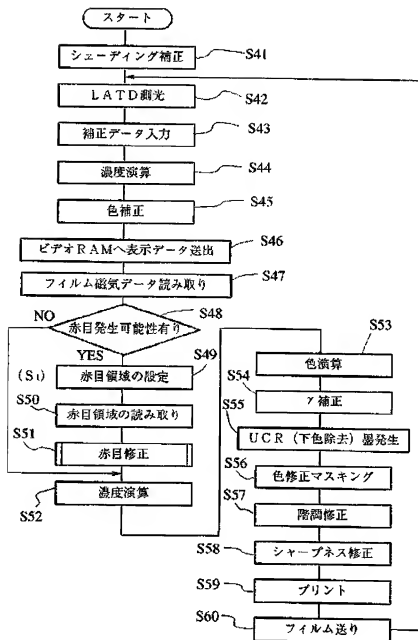 スタート
シェーディング補正
S41
LATD測光
S42
補正データ入力
S43
濃度演算
S44
色補正
S45
ビデオRAMへ表示データ送出
S46
フィルム磁気データ読み取り
S47
赤目発生可能性有り
S48
NO
YES
(S1)
赤目領域の設定
S49
赤目領域の読み取り
S50
赤目修正
S51
濃度演算
S52
色演算
S53
γ補正
S54
UCR(下色除去)墨発生
S55
色修正マスキング
S56
階調修正
S57
シャープネス修正
S58
プリント
S59
フィルム送り
S60